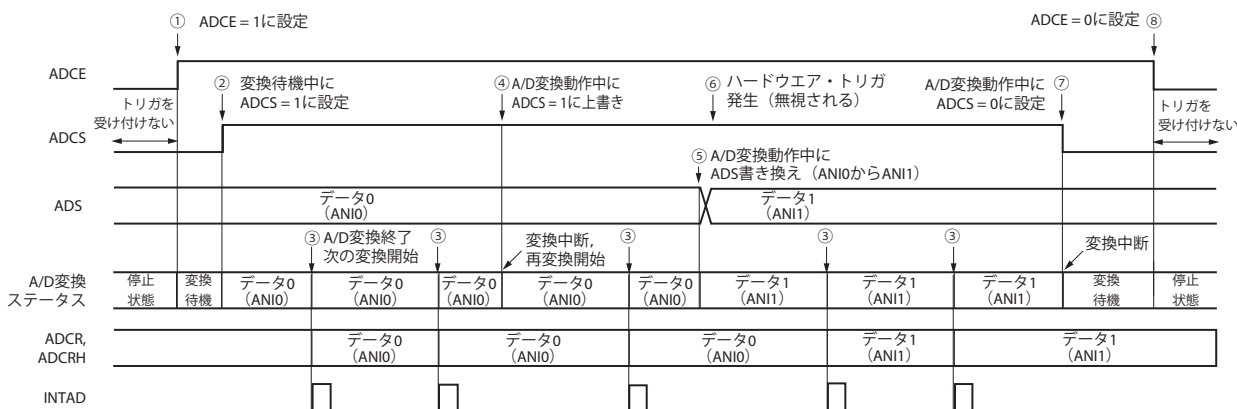 ① ADCE = 1に設定
ADCE = 0に設定 ⑧
ADCE
トリガを
受け付けない
② 変換待機中に
ADCS = 1に設定
④ A/D変換動作中に
ADCS = 1に上書き
⑥ ハードウエア・トリガ
発生（無視される）
A/D変換動作中に ⑦
ADCS = 0に設定
トリガを
受け付けない
ADCS
⑤ A/D変換動作中に
ADS書き換え（ANI0からANI1）
ADS
データ0
（ANI0）
データ1
（ANI1）
③ A/D変換終了
次の変換開始
③
変換中断,
再変換開始
③
③
③
変換中断
A/D変換
ステータス
停止
状態
変換
待機
データ0
（ANI0）
データ0
（ANI0）
データ0
（ANI0）
データ0
（ANI0）
データ0
（ANI0）
データ1
（ANI1）
データ1
（ANI1）
データ1
（ANI1）
変換
待機
停止
状態
ADCR,
ADCRH
データ0
（ANI0）
データ0
（ANI0）
データ0
（ANI0）
データ1
（ANI1）
データ1
（ANI1）
INTAD